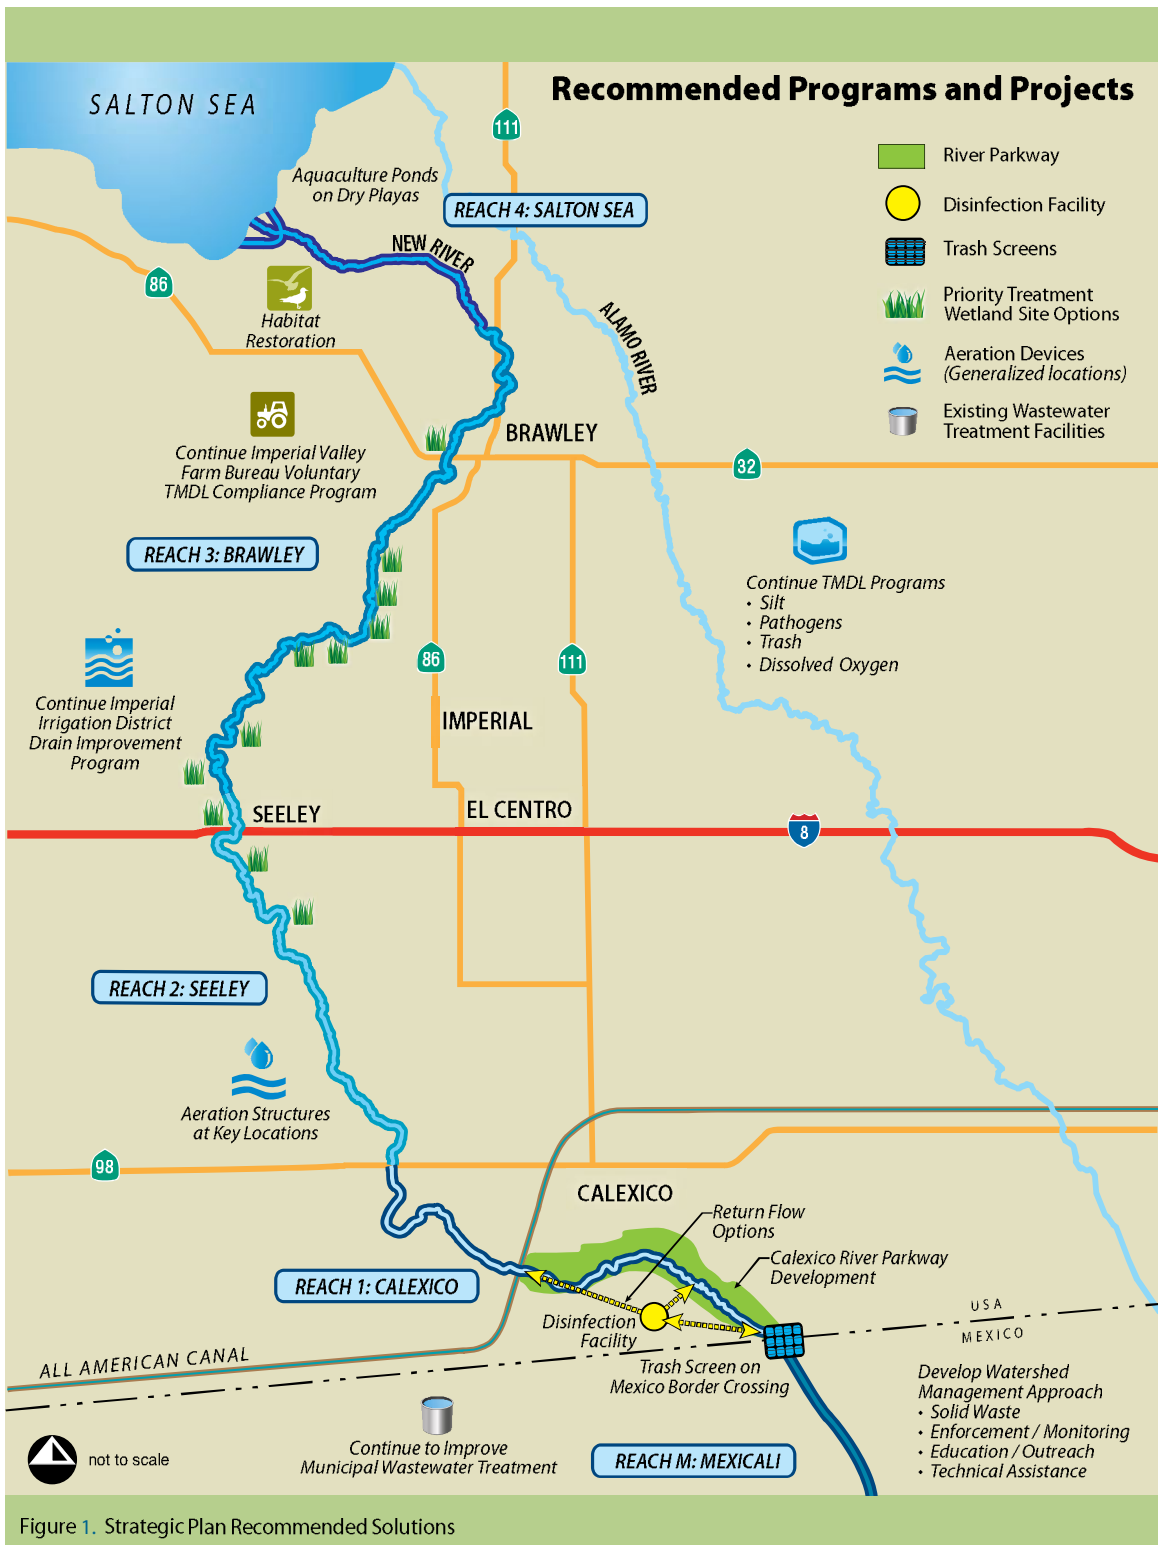 Recommended Programs and Projects
SALTON SEA
111
River Parkway
Aquaculture Ponds
on Dry Playas
Disinfection Facility
REACH 4: SALTON SEA
Trash Screens
NEW RIVER
86
Priority Treatment
Wetland Site Options
ALAMO RIVER
Habitat
Restoration
Aeration Devices
(Generalized locations)
Existing Wastewater
Treatment Facilities
BRAWLEY
Continue Imperial Valley
Farm Bureau Voluntary
TMDL Compliance Program
32
REACH 3: BRAWLEY
Continue TMDL Programs
• Silt
• Pathogens
• Trash
• Dissolved Oxygen
86
111
Continue Imperial
Irrigation District
Drain Improvement
Program
IMPERIAL
SEELEY
EL CENTRO
8
REACH 2: SEELEY
Aeration Structures
at Key Locations
98
CALEXICO
Return Flow
Options
Calexico River Parkway
Development
REACH 1: CALEXICO
USA
MEXICO
Disinfection
Facility
ALL AMERICAN CANAL
Trash Screen on
Mexico Border Crossing
Develop Watershed
Management Approach
• Solid Waste
• Enforcement / Monitoring
• Education / Outreach
• Technical Assistance
Continue to Improve
Municipal Wastewater Treatment
REACH M: MEXICALI
not to scale
Figure 1. Strategic Plan Recommended Solutions